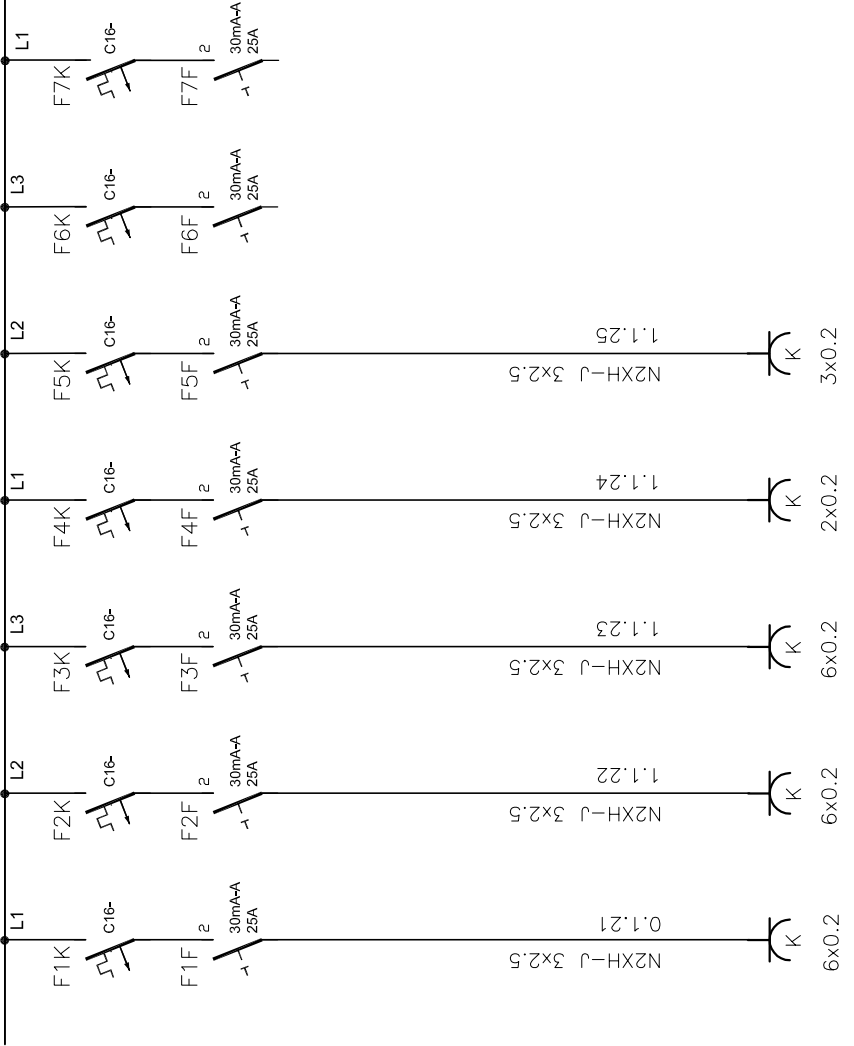 L1
F1K
C16-
F1F
2
30mA-A
25A
N2XH-J 3x2.5
0.1.21
K
6x0.2
L2
F2K
C16-
F2F
2
30mA-A
25A
N2XH-J 3x2.5
1.1.22
K
6x0.2
L3
F3K
C16-
F3F
2
30mA-A
25A
N2XH-J 3x2.5
1.1.23
K
6x0.2
L1
F4K
C16-
F4F
2
30mA-A
25A
N2XH-J 3x2.5
1.1.24
K
2x0.2
L2
F5K
C16-
F5F
2
30mA-A
25A
N2XH-J 3x2.5
1.1.25
K
3x0.2
L3
F6K
C16-
F6F
2
30mA-A
25A
L1
F7K
C16-
F7F
2
30mA-A
25A